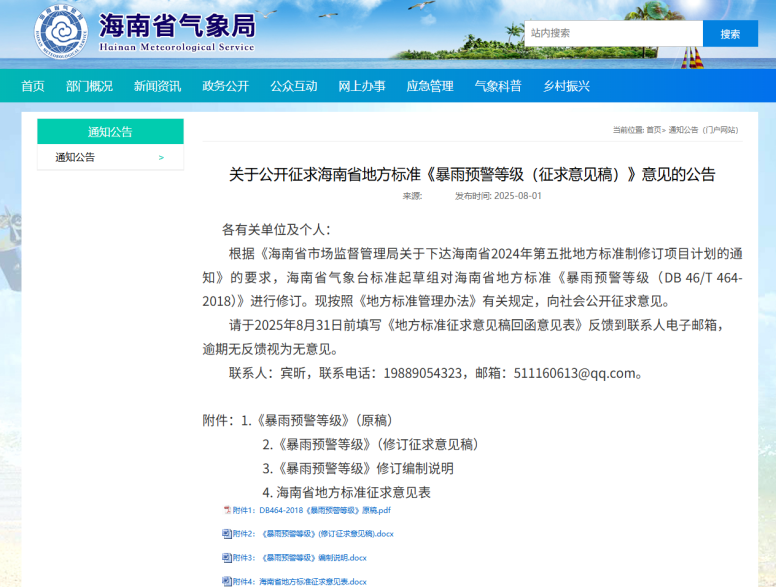 海南省气象局
Hainan Meteorological Service
站内搜索
搜索
首页 部门概况 新闻资讯 政务公开 公众互动 网上办事 应急管理 气象科普 乡村振兴
通知公告
通知公告 >
当前位置: 首页> 通知公告 (门户网站)
关于公开征求海南省地方标准《暴雨预警等级（征求意见稿）》意见的公告
来源: 发布时间: 2025-08-01
各有关单位及个人：
根据《海南省市场监督管理局关于下达海南省2024年第五批地方标准制修订项目计划的通
知》的要求，海南省气象台标准起草组对海南省地方标准《暴雨预警等级（DB 46/T 464-
2018）》进行修订。现按照《地方标准管理办法》有关规定，向社会公开征求意见。
请于2025年8月31日前填写《地方标准征求意见稿回函意见表》反馈到联系人电子邮箱，
逾期无反馈视为无意见。
联系人：宾昕，联系电话：19889054323，邮箱：511160613@qq.com。
附件：1.《暴雨预警等级》（原稿）
2.《暴雨预警等级》（修订征求意见稿）
3.《暴雨预警等级》修订编制说明
4. 海南省地方标准征求意见表
附件1：DB464-2018《暴雨预警等级》原稿.pdf
附件2：《暴雨预警等级》(修订征求意见稿).docx
附件3：《暴雨预警等级》编制说明.docx
附件4：海南省地方标准征求意见表.docx